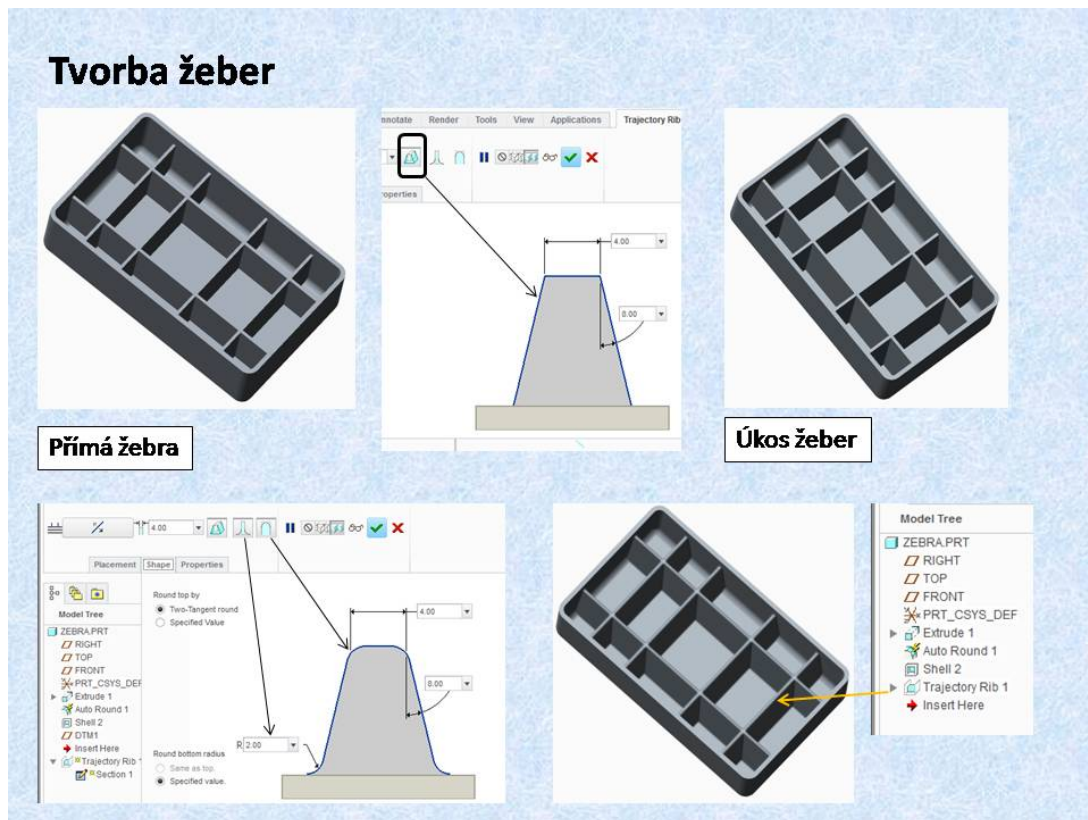 Tvorba žeber
Annotate Render Tools View Applications Trajectory Rib
Properties
4.00
8.00
Přímá žebra
Úkos žeber
4.00
Placement Shape Properties
Model Tree
ZEBRA.PRT
RIGHT
TOP
FRONT
PRT_CSYS_DEF
Extrude 1
Auto Round 1
Shell 2
DTM1
Insert Here
Trajectory Rib 1
Section 1
Round top by
Two-Tangent round
Specified Value
Round bottom radius
Same as top.
Specified value.
4.00
8.00
R 2.00
Model Tree
ZEBRA.PRT
RIGHT
TOP
FRONT
PRT_CSYS_DEF
Extrude 1
Auto Round 1
Shell 2
Trajectory Rib 1
Insert Here